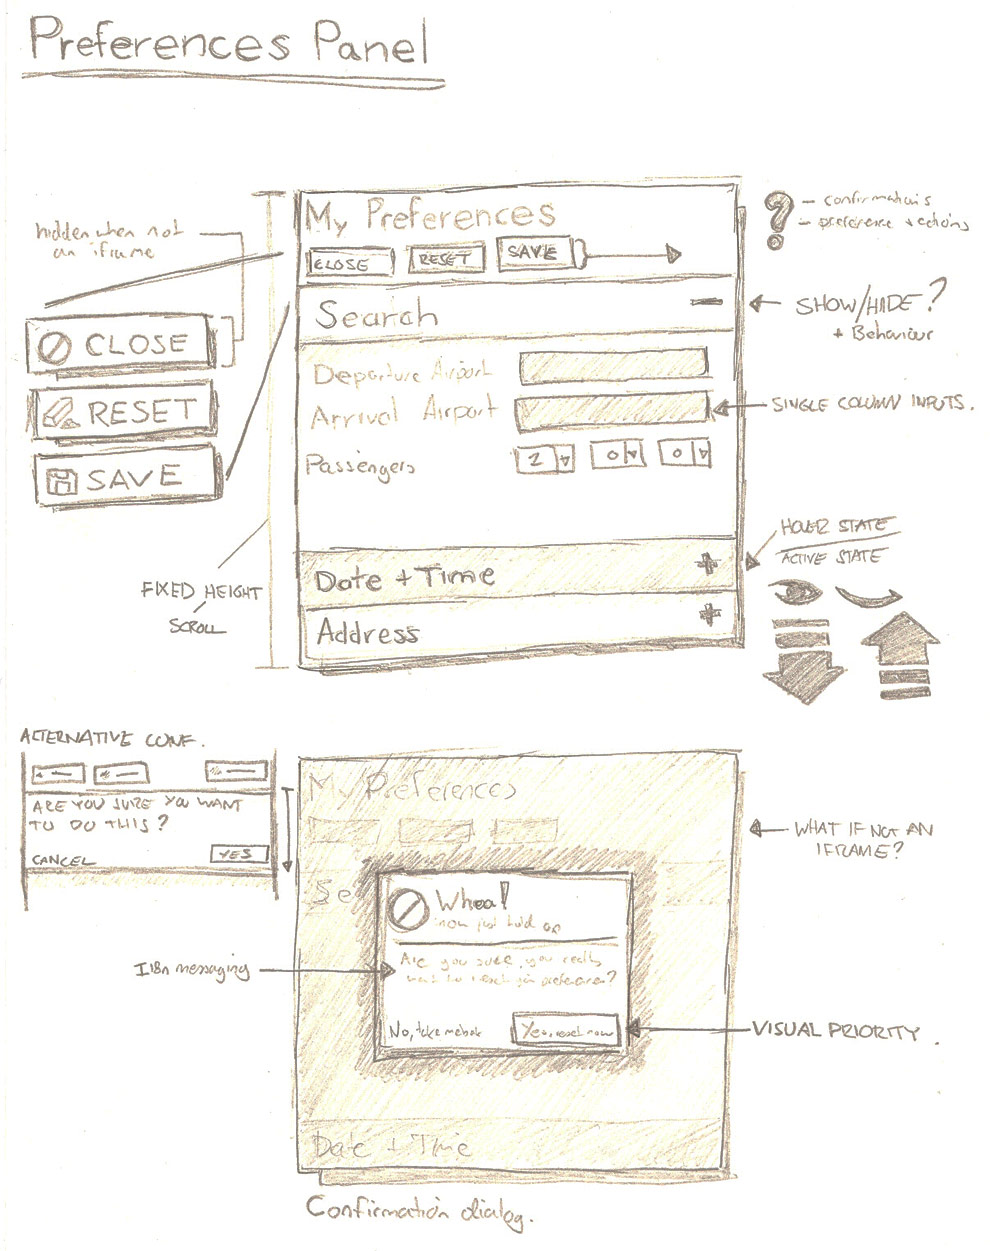 Preferences Panel
hidden when not
an iframe
CLOSE
RESET
SAVE
FIXED HEIGHT
SCROLL
My Preferences
CLOSE RESET SAVE
Search
Departure Airport
Arrival Airport
Passengers 2 0 0
Date + Time
Address
? - confirmations
- preference + actions
SHOW/HIDE?
+ Behaviour
SINGLE COLUMN INPUTS.
HOVER STATE
ACTIVE STATE
ALTERNATIVE CONF.
ARE YOU SURE YOU WANT
TO DO THIS?
CANCEL YES
My Preferences
Se
Whoa!
now just hold on
Are you sure, you really
want to reset your preferences?
No, take me back Yes, reset now
Date + Time
I18n messaging
WHAT IF NOT AN
IFRAME?
VISUAL PRIORITY.
Confirmation dialog.